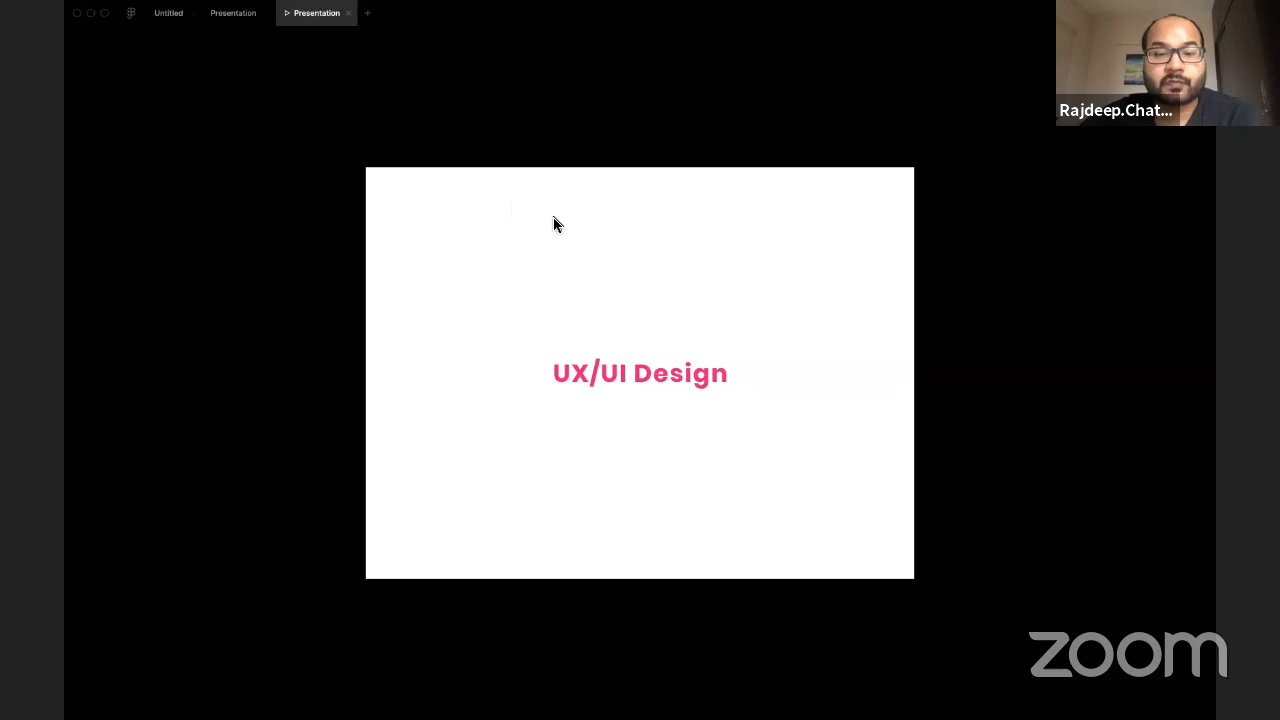 Untitled
Presentation
Presentation
Rajdeep.Chat...
UX/UI Design
zoom